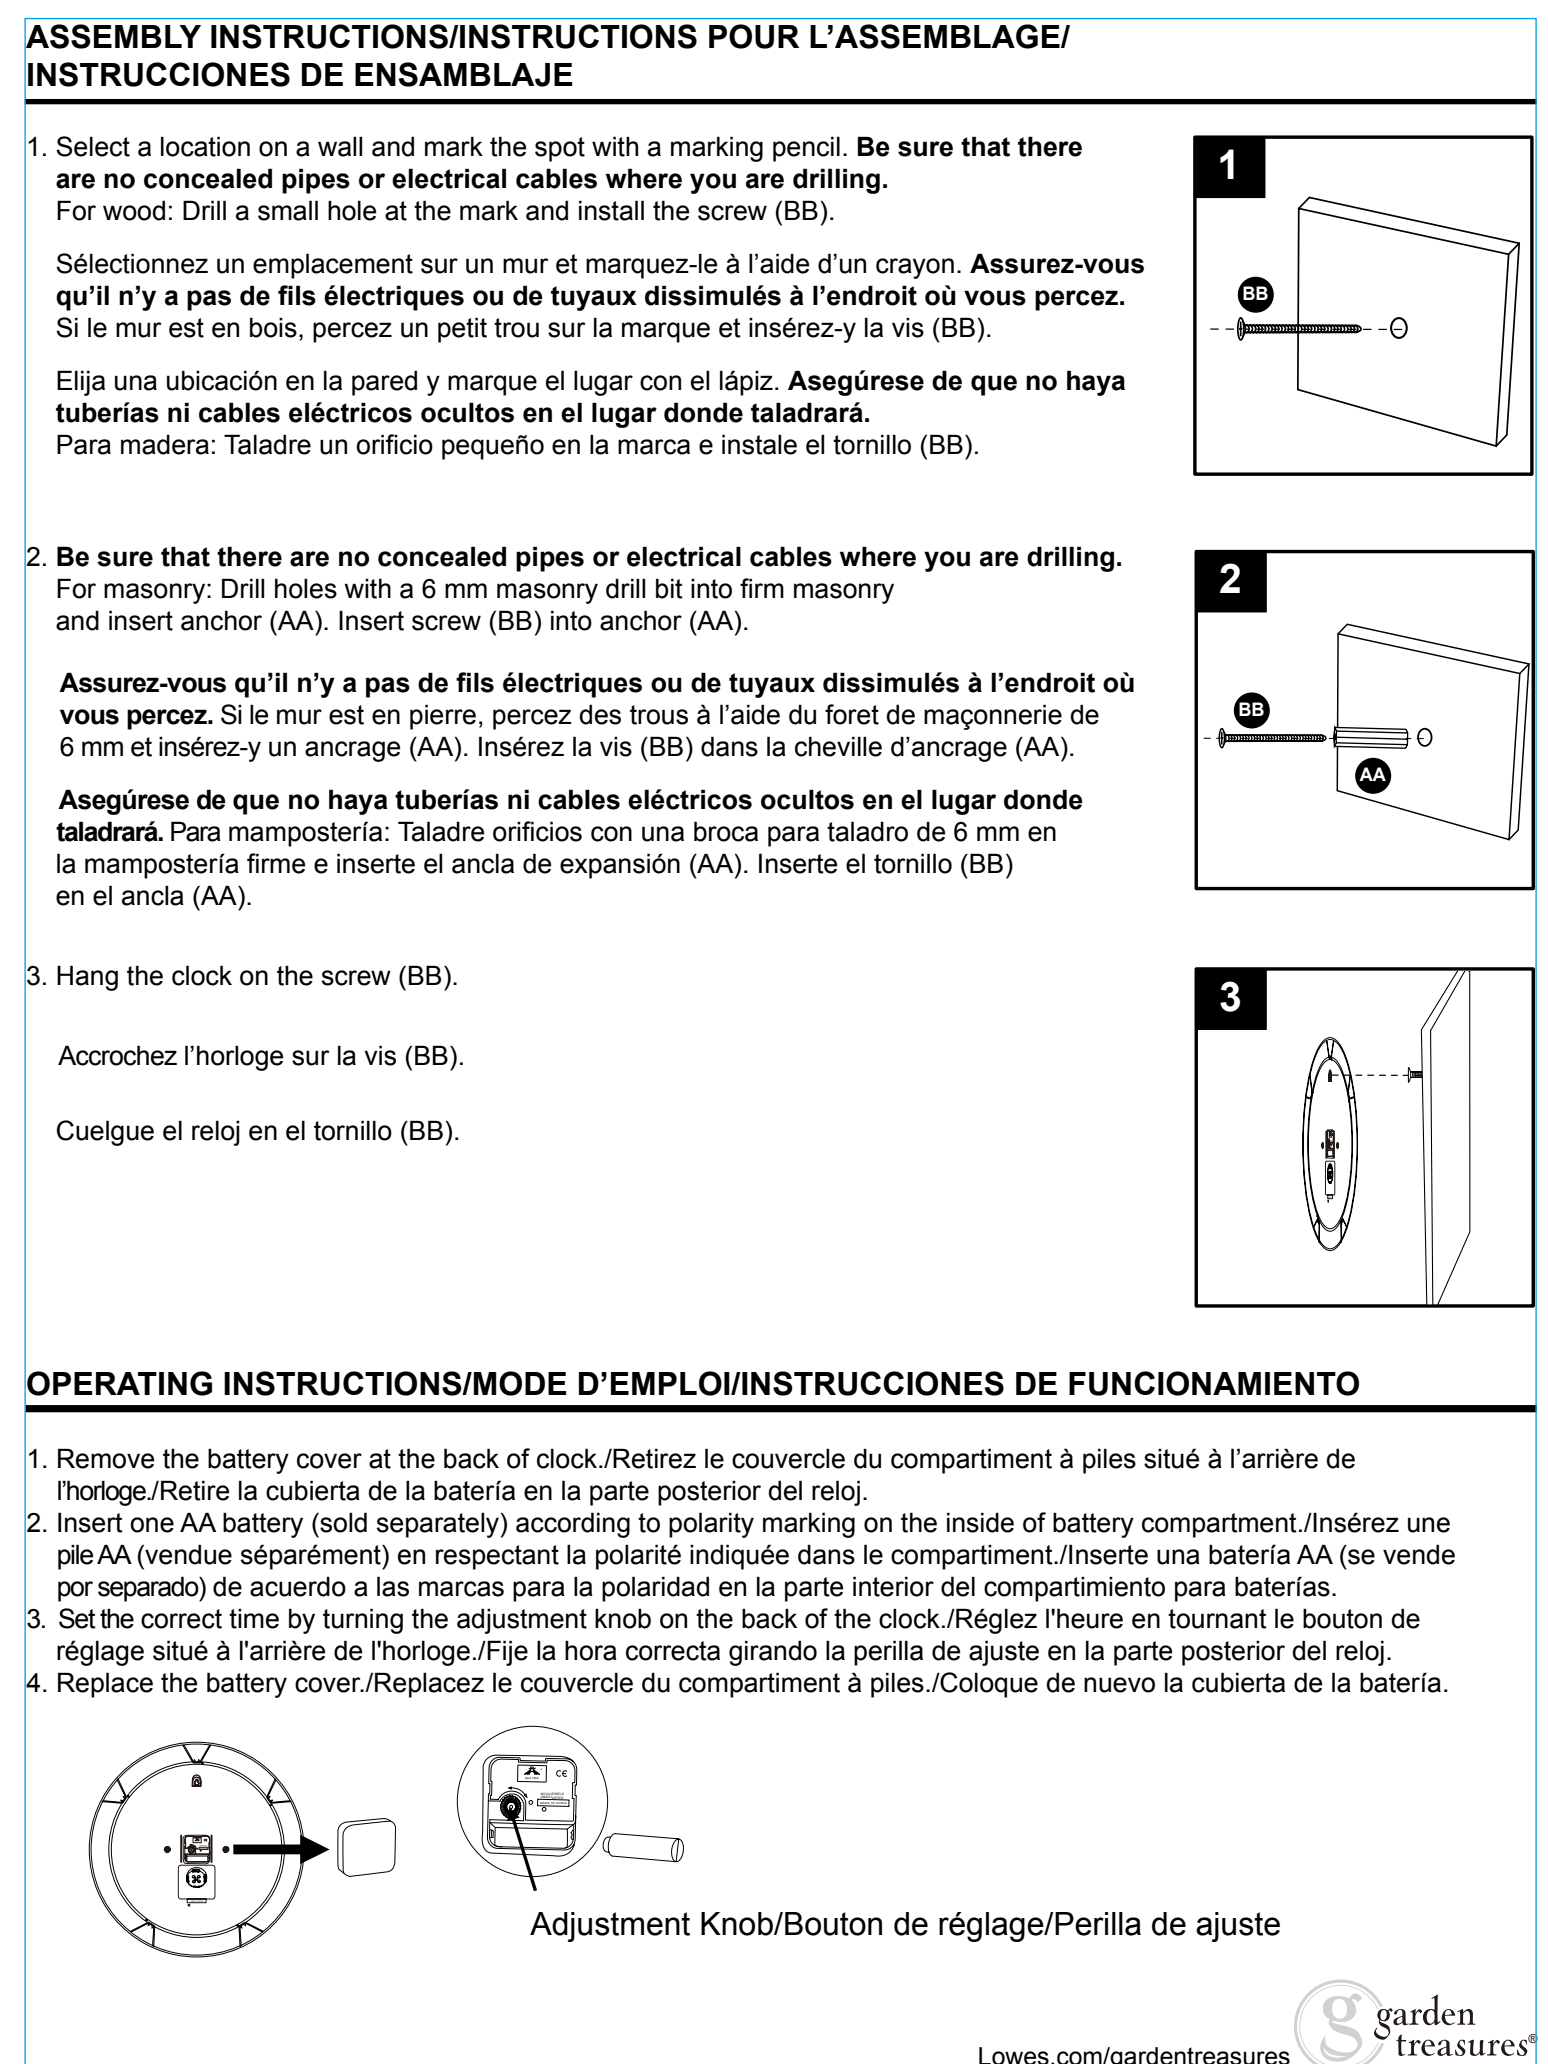 ASSEMBLY INSTRUCTIONS/INSTRUCTIONS POUR L’ASSEMBLAGE/
INSTRUCCIONES DE ENSAMBLAJE
1. Select a location on a wall and mark the spot with a marking pencil. Be sure that there
are no concealed pipes or electrical cables where you are drilling.
For wood: Drill a small hole at the mark and install the screw (BB).
Sélectionnez un emplacement sur un mur et marquez-le à l’aide d’un crayon. Assurez-vous
qu’il n’y a pas de fils électriques ou de tuyaux dissimulés à l’endroit où vous percez.
Si le mur est en bois, percez un petit trou sur la marque et insérez-y la vis (BB).
Elija una ubicación en la pared y marque el lugar con el lápiz. Asegúrese de que no haya
tuberías ni cables eléctricos ocultos en el lugar donde taladrará.
Para madera: Taladre un orificio pequeño en la marca e instale el tornillo (BB).
1
BB
2. Be sure that there are no concealed pipes or electrical cables where you are drilling.
For masonry: Drill holes with a 6 mm masonry drill bit into firm masonry
and insert anchor (AA). Insert screw (BB) into anchor (AA).
Assurez-vous qu’il n’y a pas de fils électriques ou de tuyaux dissimulés à l’endroit où
vous percez. Si le mur est en pierre, percez des trous à l’aide du foret de maçonnerie de
6 mm et insérez-y un ancrage (AA). Insérez la vis (BB) dans la cheville d’ancrage (AA).
Asegúrese de que no haya tuberías ni cables eléctricos ocultos en el lugar donde
taladrará. Para mampostería: Taladre orificios con una broca para taladro de 6 mm en
la mampostería firme e inserte el ancla de expansión (AA). Inserte el tornillo (BB)
en el ancla (AA).
2
BB
AA
3. Hang the clock on the screw (BB).
Accrochez l’horloge sur la vis (BB).
Cuelgue el reloj en el tornillo (BB).
3
OPERATING INSTRUCTIONS/MODE D’EMPLOI/INSTRUCCIONES DE FUNCIONAMIENTO
1. Remove the battery cover at the back of clock./Retirez le couvercle du compartiment à piles situé à l’arrière de
l’horloge./Retire la cubierta de la batería en la parte posterior del reloj.
2. Insert one AA battery (sold separately) according to polarity marking on the inside of battery compartment./Insérez une
pile AA (vendue séparément) en respectant la polarité indiquée dans le compartiment./Inserte una batería AA (se vende
por separado) de acuerdo a las marcas para la polaridad en la parte interior del compartimiento para baterías.
3. Set the correct time by turning the adjustment knob on the back of the clock./Réglez l'heure en tournant le bouton de
réglage situé à l'arrière de l'horloge./Fije la hora correcta girando la perilla de ajuste en la parte posterior del reloj.
4. Replace the battery cover./Replacez le couvercle du compartiment à piles./Coloque de nuevo la cubierta de la batería.
CE
Adjustment Knob/Bouton de réglage/Perilla de ajuste
g garden
treasures®
Lowes.com/gardentreasures